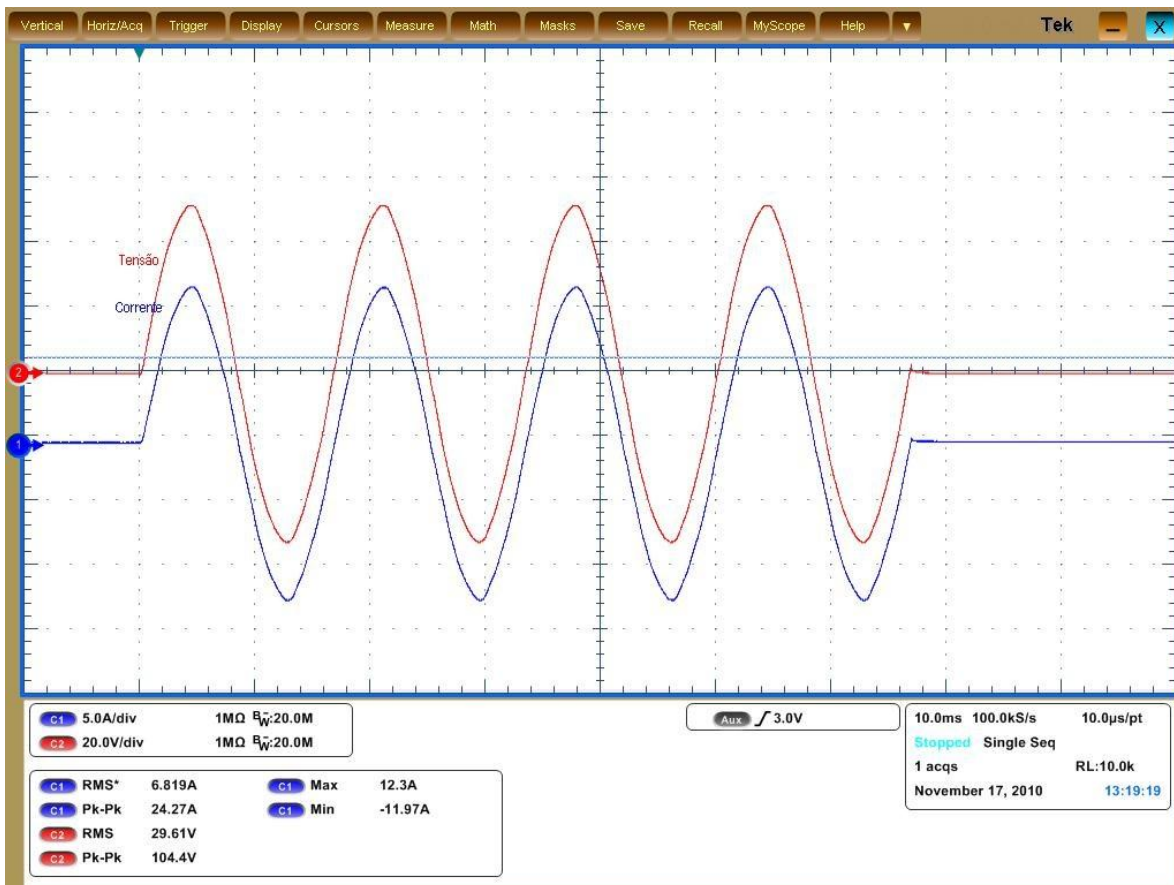 Vertical Horiz/Acq Trigger Display Cursors Measure Math Masks Save Recall MyScope Help ▼ Tek – X
Tensão
Corrente
2
1
C1 5.0A/div 1MΩ BW:20.0M
C2 20.0V/div 1MΩ BW:20.0M
Aux 3.0V
10.0ms 100.0kS/s 10.0µs/pt
Stopped Single Seq
1 acqs RL:10.0k
November 17, 2010 13:19:19
C1 RMS* 6.819A C1 Max 12.3A
C1 Pk-Pk 24.27A C1 Min -11.97A
C2 RMS 29.61V
C2 Pk-Pk 104.4V